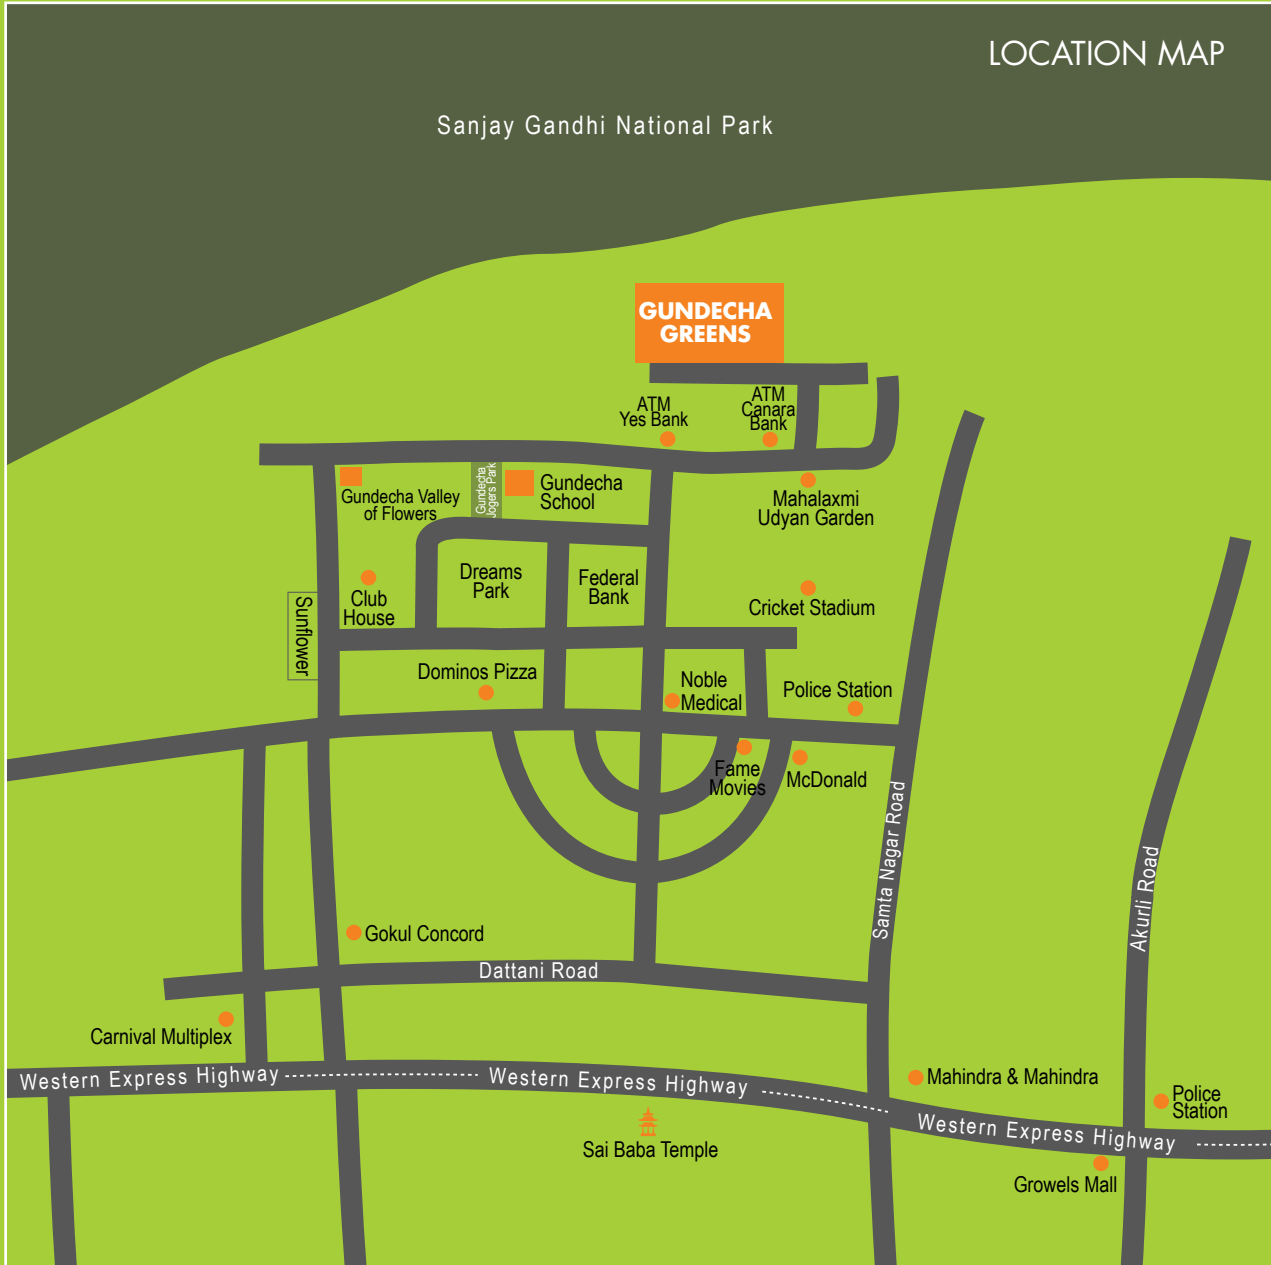 LOCATION MAP
Sanjay Gandhi National Park
GUNDECHA
GREENS
ATM
Yes Bank
ATM
Canara
Bank
Gundecha Valley
of Flowers
Gundecha
Jogers Park
Gundecha
School
Mahalaxmi
Udyan Garden
Dreams
Park
Federal
Bank
Club
House
Cricket Stadium
Sunflower
Dominos Pizza
Noble
Medical
Police Station
Fame
Movies
McDonald
Samta Nagar Road
Akurli Road
Gokul Concord
Dattani Road
Carnival Multiplex
Western Express Highway
Western Express Highway
Mahindra & Mahindra
Police
Station
Western Express Highway
Sai Baba Temple
Growels Mall